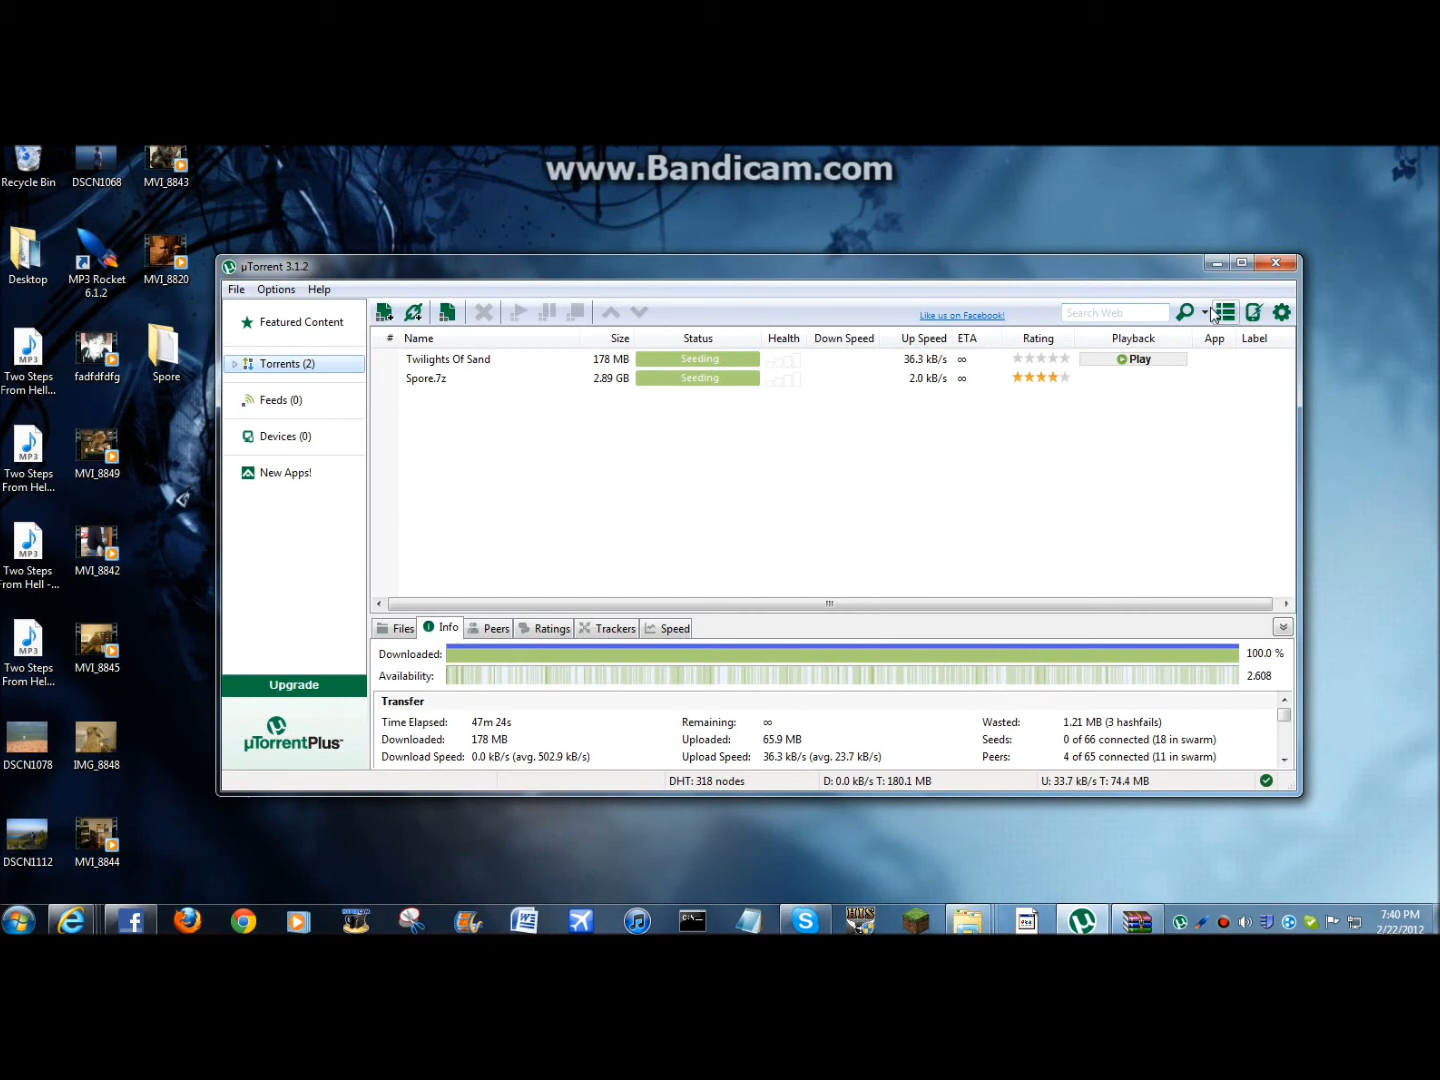 www.Bandicam.com
Recycle Bin
DSCN1068
MVI_8843
Desktop
MP3 Rocket
6.1.2
MVI_8820
MP3
Two Steps
From Hell...
fadfdfdfg
Spore
MP3
Two Steps
From Hel...
MVI_8849
MP3
Two Steps
From Hell -...
MVI_8842
MP3
Two Steps
From Hel...
MVI_8845
DSCN1078
IMG_8848
DSCN1112
MVI_8844
µTorrent 3.1.2
File Options Help
Featured Content
Torrents (2)
Feeds (0)
Devices (0)
New Apps!
Upgrade
µTorrentPlus™
Like us on Facebook!
Search Web
# Name Size Status Health Down Speed Up Speed ETA Rating Playback App Label
Twilights Of Sand 178 MB Seeding 36.3 kB/s ∞ Play
Spore.7z 2.89 GB Seeding 2.0 kB/s ∞
Files Info Peers Ratings Trackers Speed
Downloaded: 100.0 %
Availability: 2.608
Transfer
Time Elapsed: 47m 24s Remaining: ∞ Wasted: 1.21 MB (3 hashfails)
Downloaded: 178 MB Uploaded: 65.9 MB Seeds: 0 of 66 connected (18 in swarm)
Download Speed: 0.0 kB/s (avg. 502.9 kB/s) Upload Speed: 36.3 kB/s (avg. 23.7 kB/s) Peers: 4 of 65 connected (11 in swarm)
DHT: 318 nodes D: 0.0 kB/s T: 180.1 MB U: 33.7 kB/s T: 74.4 MB
7:40 PM
2/22/2012